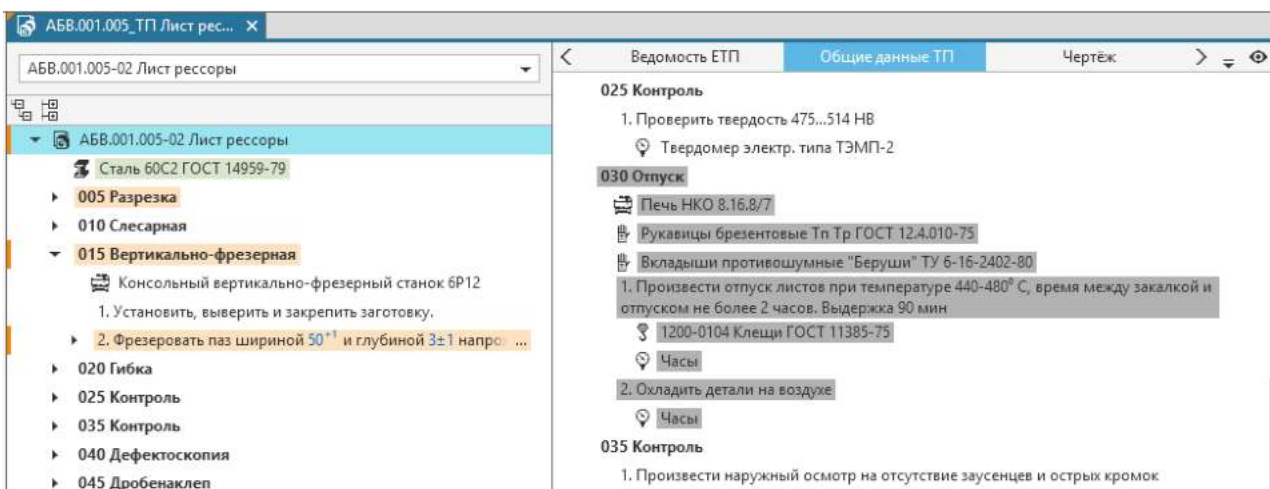 АБВ.001.005_ТП Лист рес... X
АБВ.001.005-02 Лист рессоры
АБВ.001.005-02 Лист рессоры
Сталь 60С2 ГОСТ 14959-79
005 Разрезка
010 Слесарная
015 Вертикально-фрезерная
Консольный вертикально-фрезерный станок 6Р12
1. Установить, выверить и закрепить заготовку.
2. Фрезеровать паз шириной 50⁺¹ и глубиной 3±1 напро ...
020 Гибка
025 Контроль
035 Контроль
040 Дефектоскопия
045 Дробенаклеп
Ведомость ЕТП Общие данные ТП Чертёж
025 Контроль
1. Проверить твердость 475...514 НВ
Твердомер электр. типа ТЭМП-2
030 Отпуск
Печь НКО 8.16.8/7
Рукавицы брезентовые Тп Тр ГОСТ 12.4.010-75
Вкладыши противошумные "Беруши" ТУ 6-16-2402-80
1. Произвести отпуск листов при температуре 440-480⁰ С, время между закалкой и
отпуском не более 2 часов. Выдержка 90 мин
1200-0104 Клещи ГОСТ 11385-75
Часы
2. Охладить детали на воздухе
Часы
035 Контроль
1. Произвести наружный осмотр на отсутствие заусенцев и острых кромок